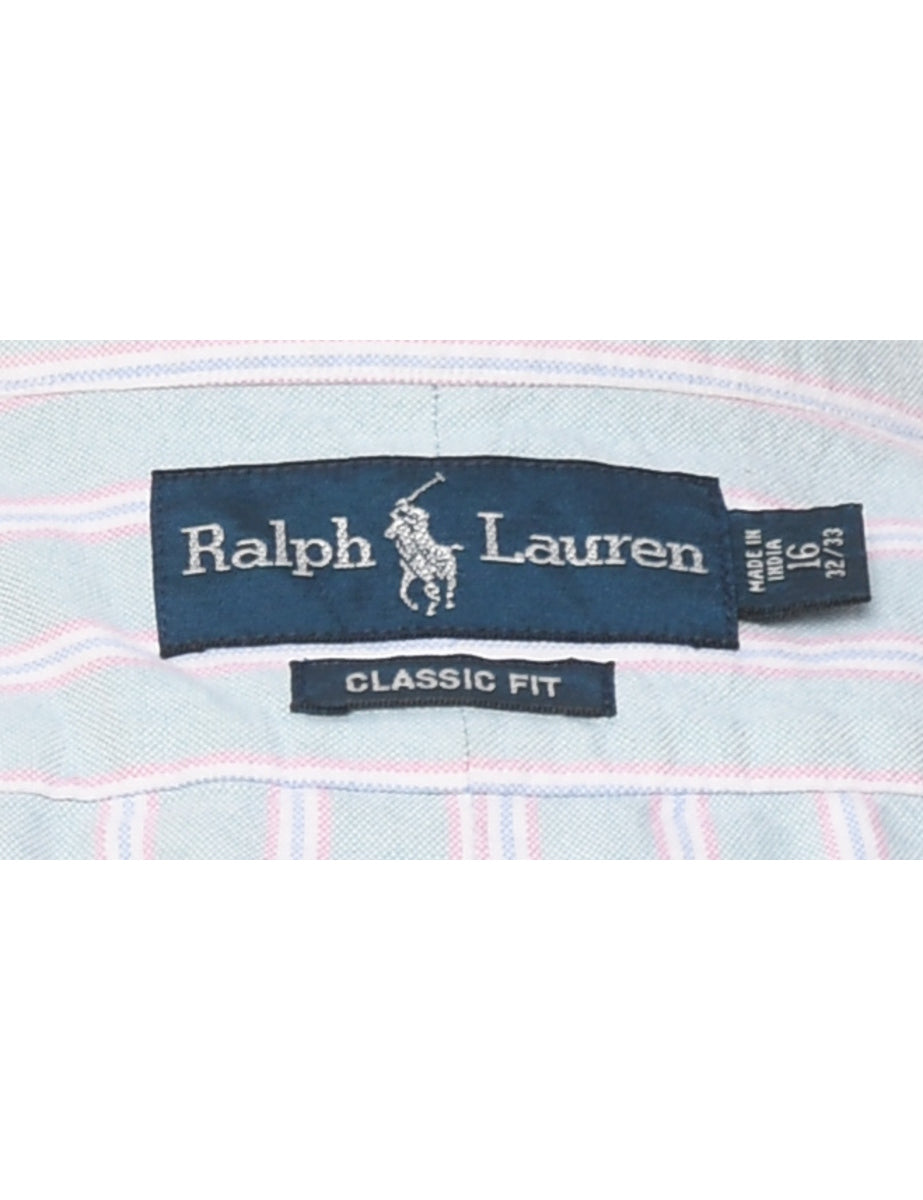 Ralph Lauren
MADE IN
INDIA
16
32/33
CLASSIC FIT